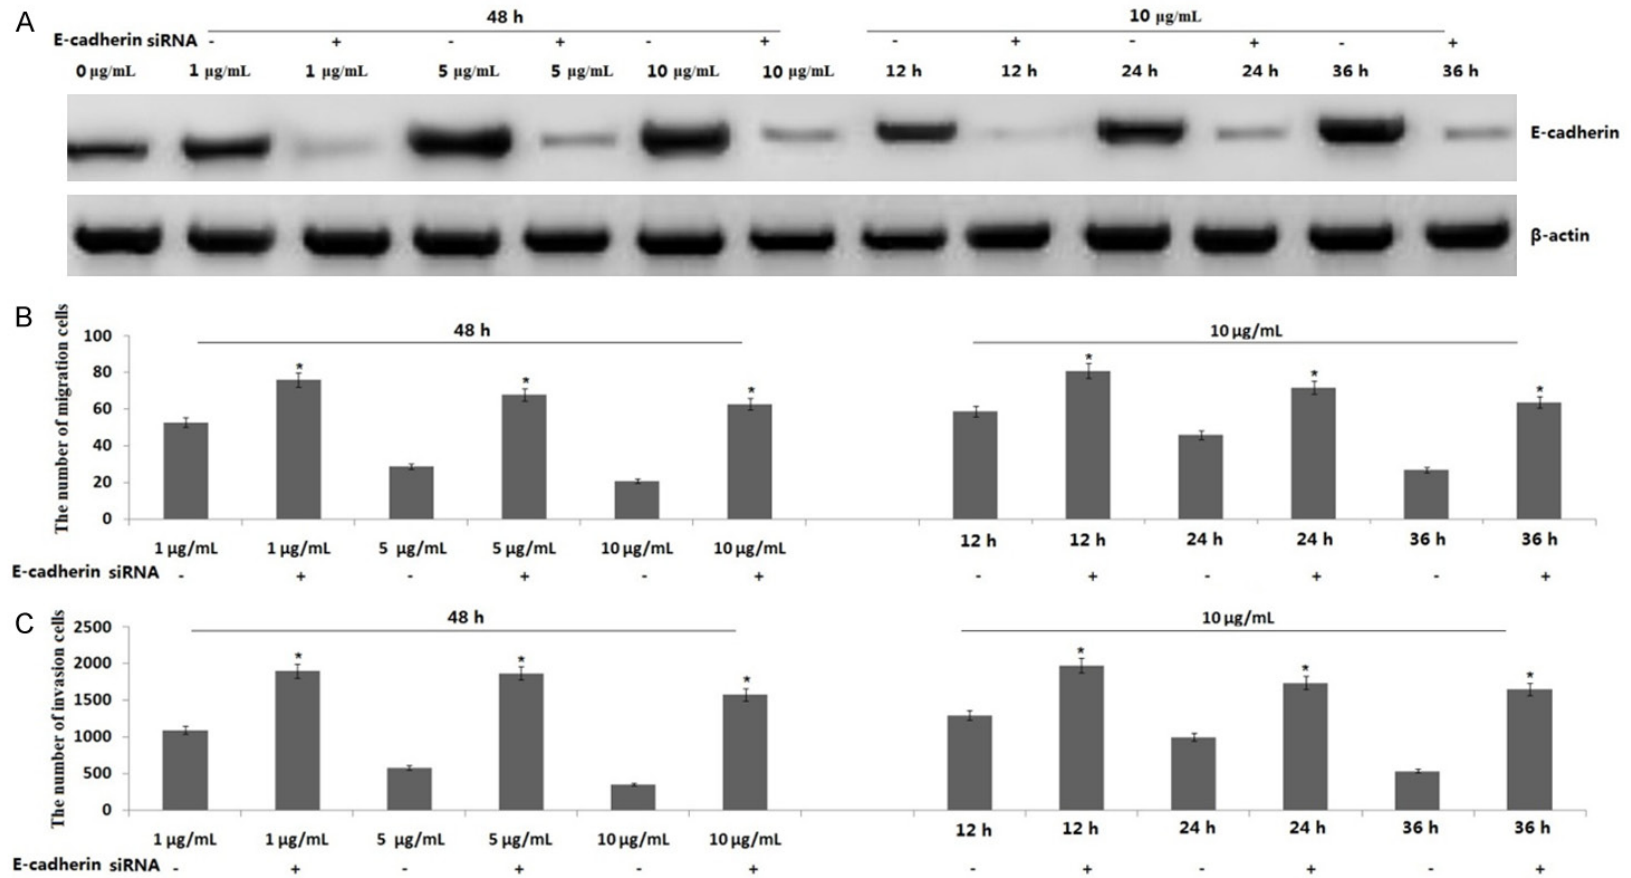 A
48 h
10 μg/mL
E-cadherin siRNA - + - + - + - + - + - +
0 μg/mL 1 μg/mL 1 μg/mL 5 μg/mL 5 μg/mL 10 μg/mL 10 μg/mL 12 h 12 h 24 h 24 h 36 h 36 h
E-cadherin
β-actin
B
The number of migration cells
48 h
10 μg/mL
100
80
60
40
20
0
* * * * * *
1 μg/mL 1 μg/mL 5 μg/mL 5 μg/mL 10 μg/mL 10 μg/mL 12 h 12 h 24 h 24 h 36 h 36 h
E-cadherin siRNA - + - + - + - + - + - +
C
The number of invasion cells
48 h
10 μg/mL
2500
2000
1500
1000
500
0
* * * * * *
1 μg/mL 1 μg/mL 5 μg/mL 5 μg/mL 10 μg/mL 10 μg/mL 12 h 12 h 24 h 24 h 36 h 36 h
E-cadherin siRNA - + - + - + - + - + - +